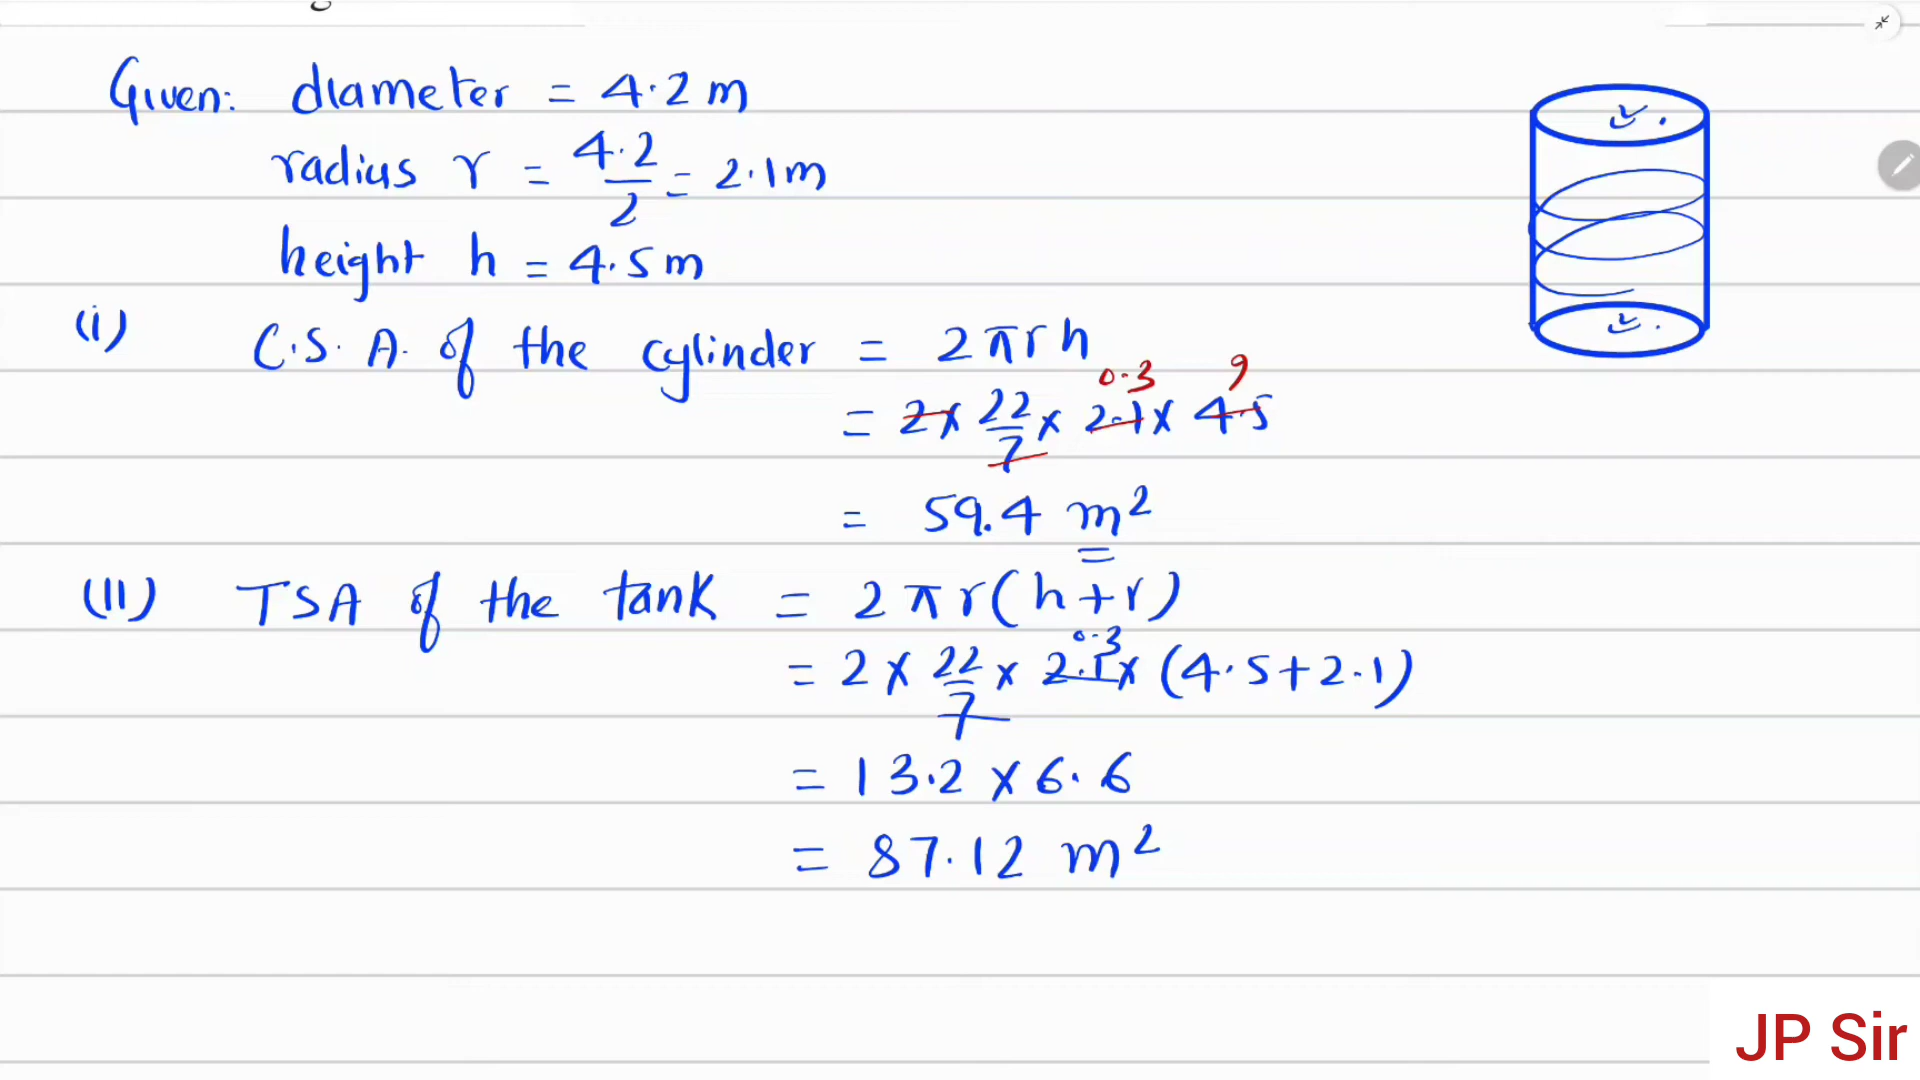 Given: diameter = 4.2 m
radius r = 4.2/2 = 2.1m
height h = 4.5m
(i) C.S.A. of the cylinder = 2πrh
0.3 9
= 2 × 22/7 × 2.1 × 4.5
= 59.4 m²
(II) TSA of the tank = 2πr(h+r)
0.3
= 2 × 22/7 × 2.1 × (4.5+2.1)
= 13.2 × 6.6
= 87.12 m²
JP Sir